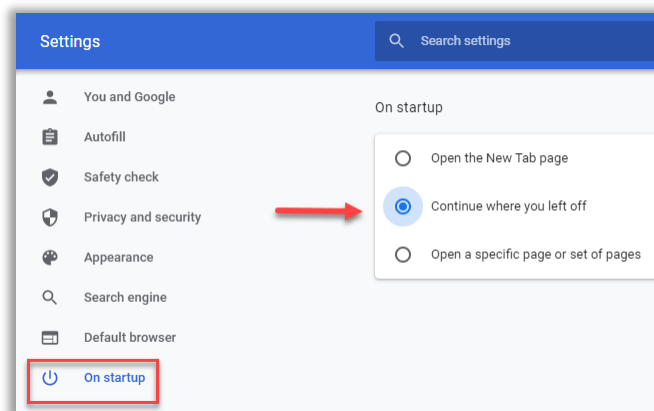 Settings
Search settings
You and Google
Autofill
Safety check
Privacy and security
Appearance
Search engine
Default browser
On startup
On startup
Open the New Tab page
Continue where you left off
Open a specific page or set of pages